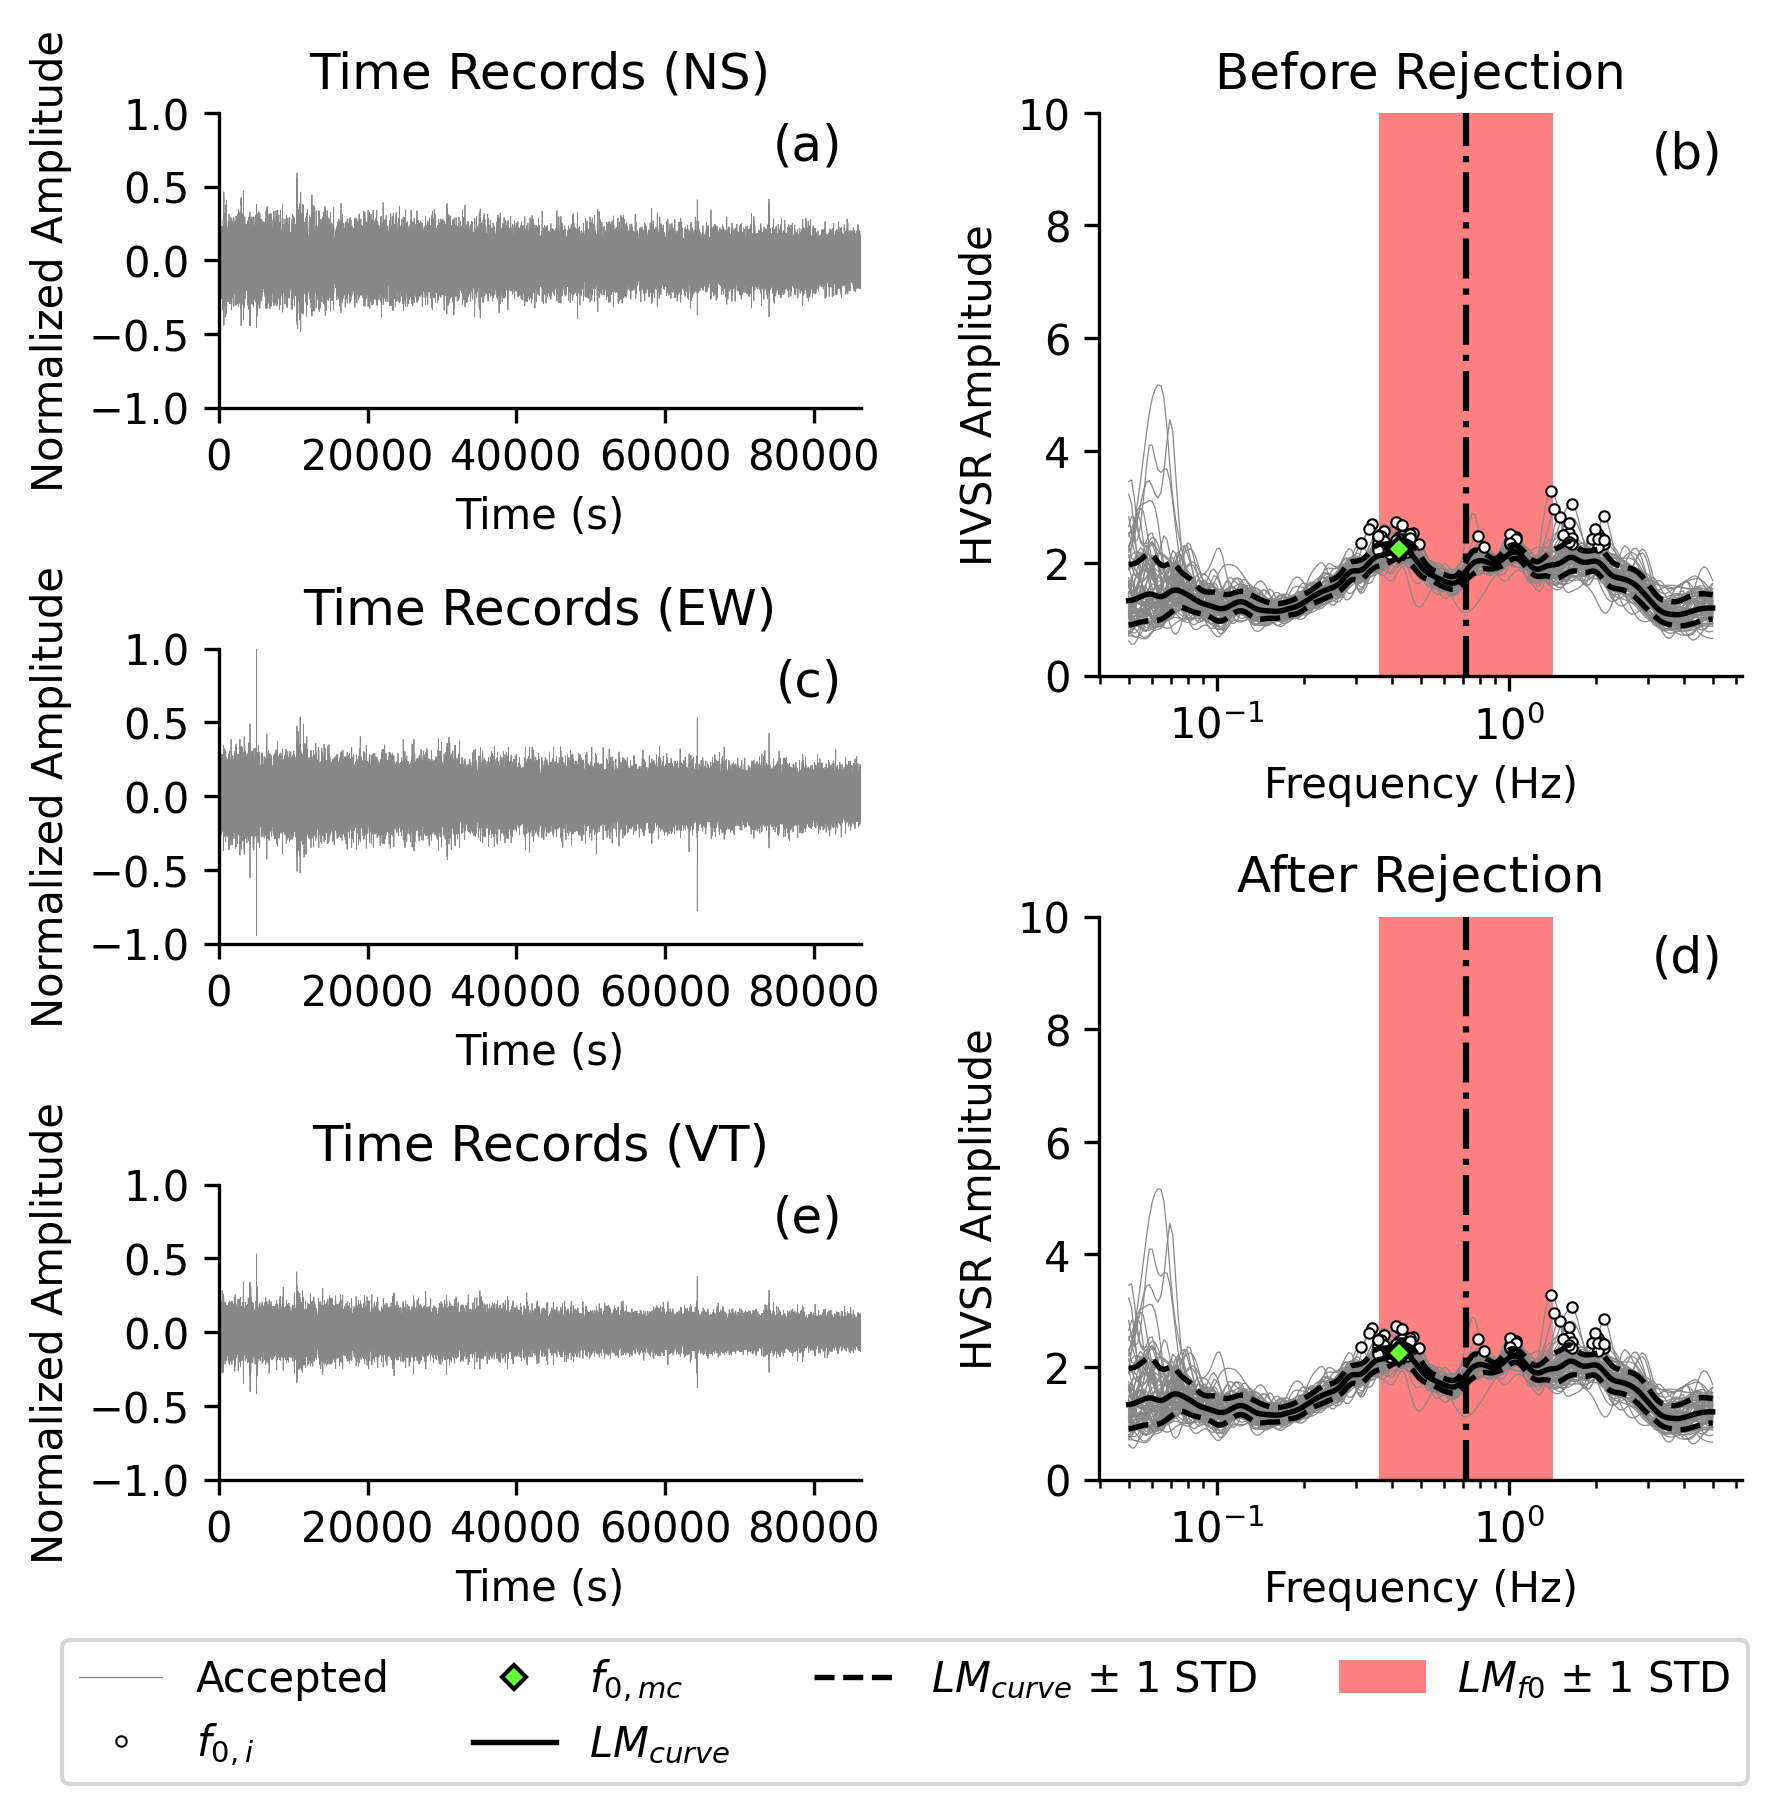 Time Records (NS)
Normalized Amplitude
1.0
0.5
0.0
−0.5
−1.0
(a)
0 20000 40000 60000 80000
Time (s)
Before Rejection
HVSR Amplitude
10
8
6
4
2
0
(b)
10⁻¹ 10⁰
Frequency (Hz)
Time Records (EW)
Normalized Amplitude
1.0
0.5
0.0
−0.5
−1.0
(c)
0 20000 40000 60000 80000
Time (s)
After Rejection
HVSR Amplitude
10
8
6
4
2
0
(d)
10⁻¹ 10⁰
Frequency (Hz)
Time Records (VT)
Normalized Amplitude
1.0
0.5
0.0
−0.5
−1.0
(e)
0 20000 40000 60000 80000
Time (s)
Accepted
f0,i
f0,mc
LMcurve
LMcurve ± 1 STD
LMf0 ± 1 STD